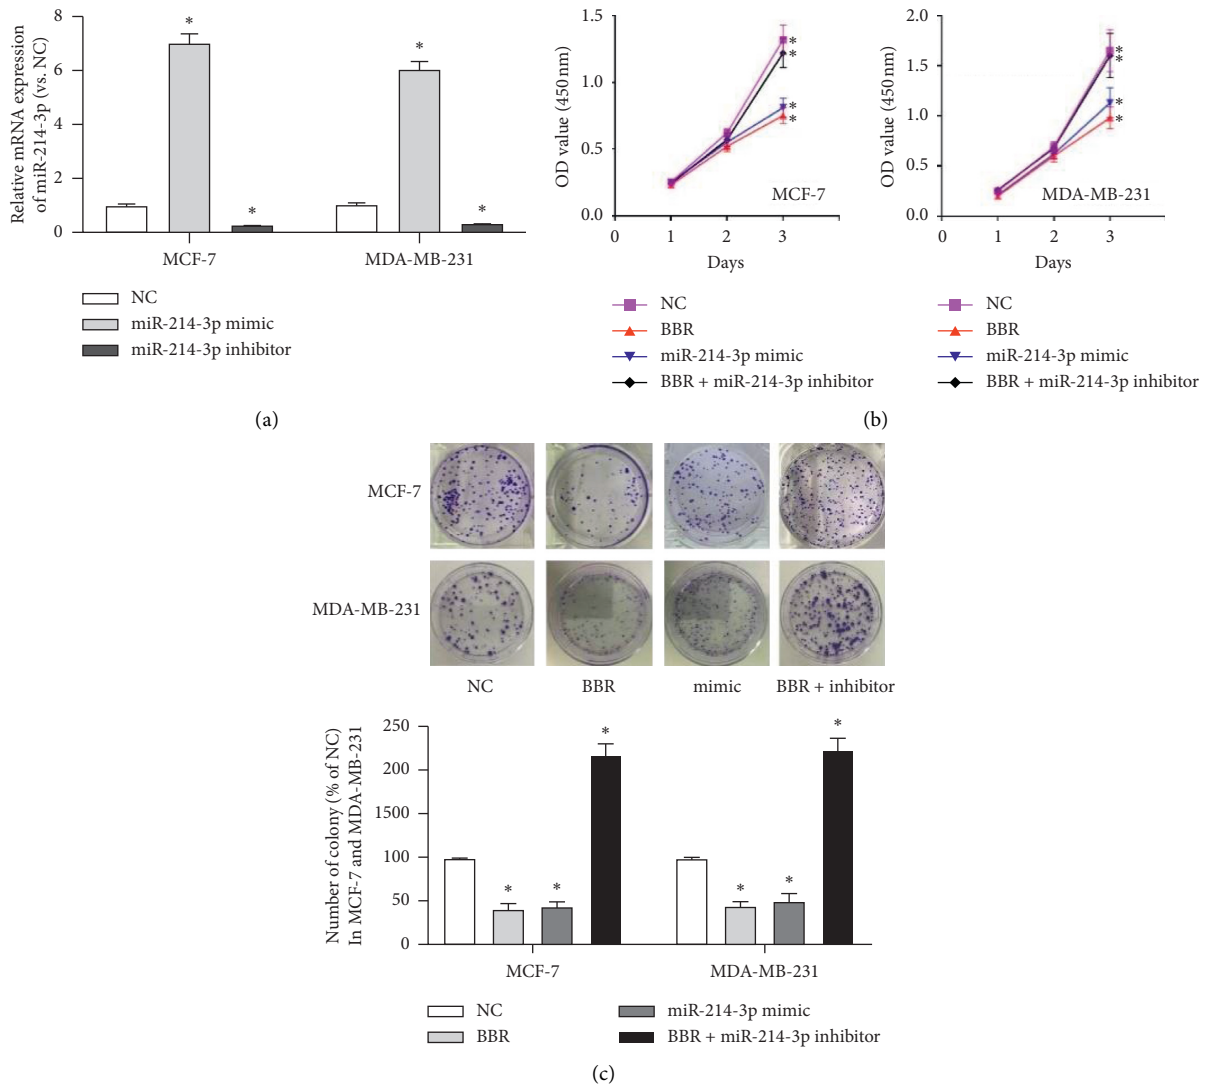 Relative mRNA expression
of miR-214-3p (vs. NC)
8
6
4
2
0
*
*
*
*
MCF-7
MDA-MB-231
NC
miR-214-3p mimic
miR-214-3p inhibitor
(a)
OD value (450 nm)
1.5
1.0
0.5
0.0
*
*
*
*
MCF-7
0
1
2
3
Days
NC
BBR
miR-214-3p mimic
BBR + miR-214-3p inhibitor
OD value (450 nm)
2.0
1.5
1.0
0.5
0.0
*
*
*
*
MDA-MB-231
0
1
2
3
Days
NC
BBR
miR-214-3p mimic
BBR + miR-214-3p inhibitor
(b)
MCF-7
MDA-MB-231
NC
BBR
mimic
BBR + inhibitor
Number of colony (% of NC)
In MCF-7 and MDA-MB-231
250
200
1500
100
50
0
*
*
*
*
*
*
MCF-7
MDA-MB-231
NC
BBR
miR-214-3p mimic
BBR + miR-214-3p inhibitor
(c)